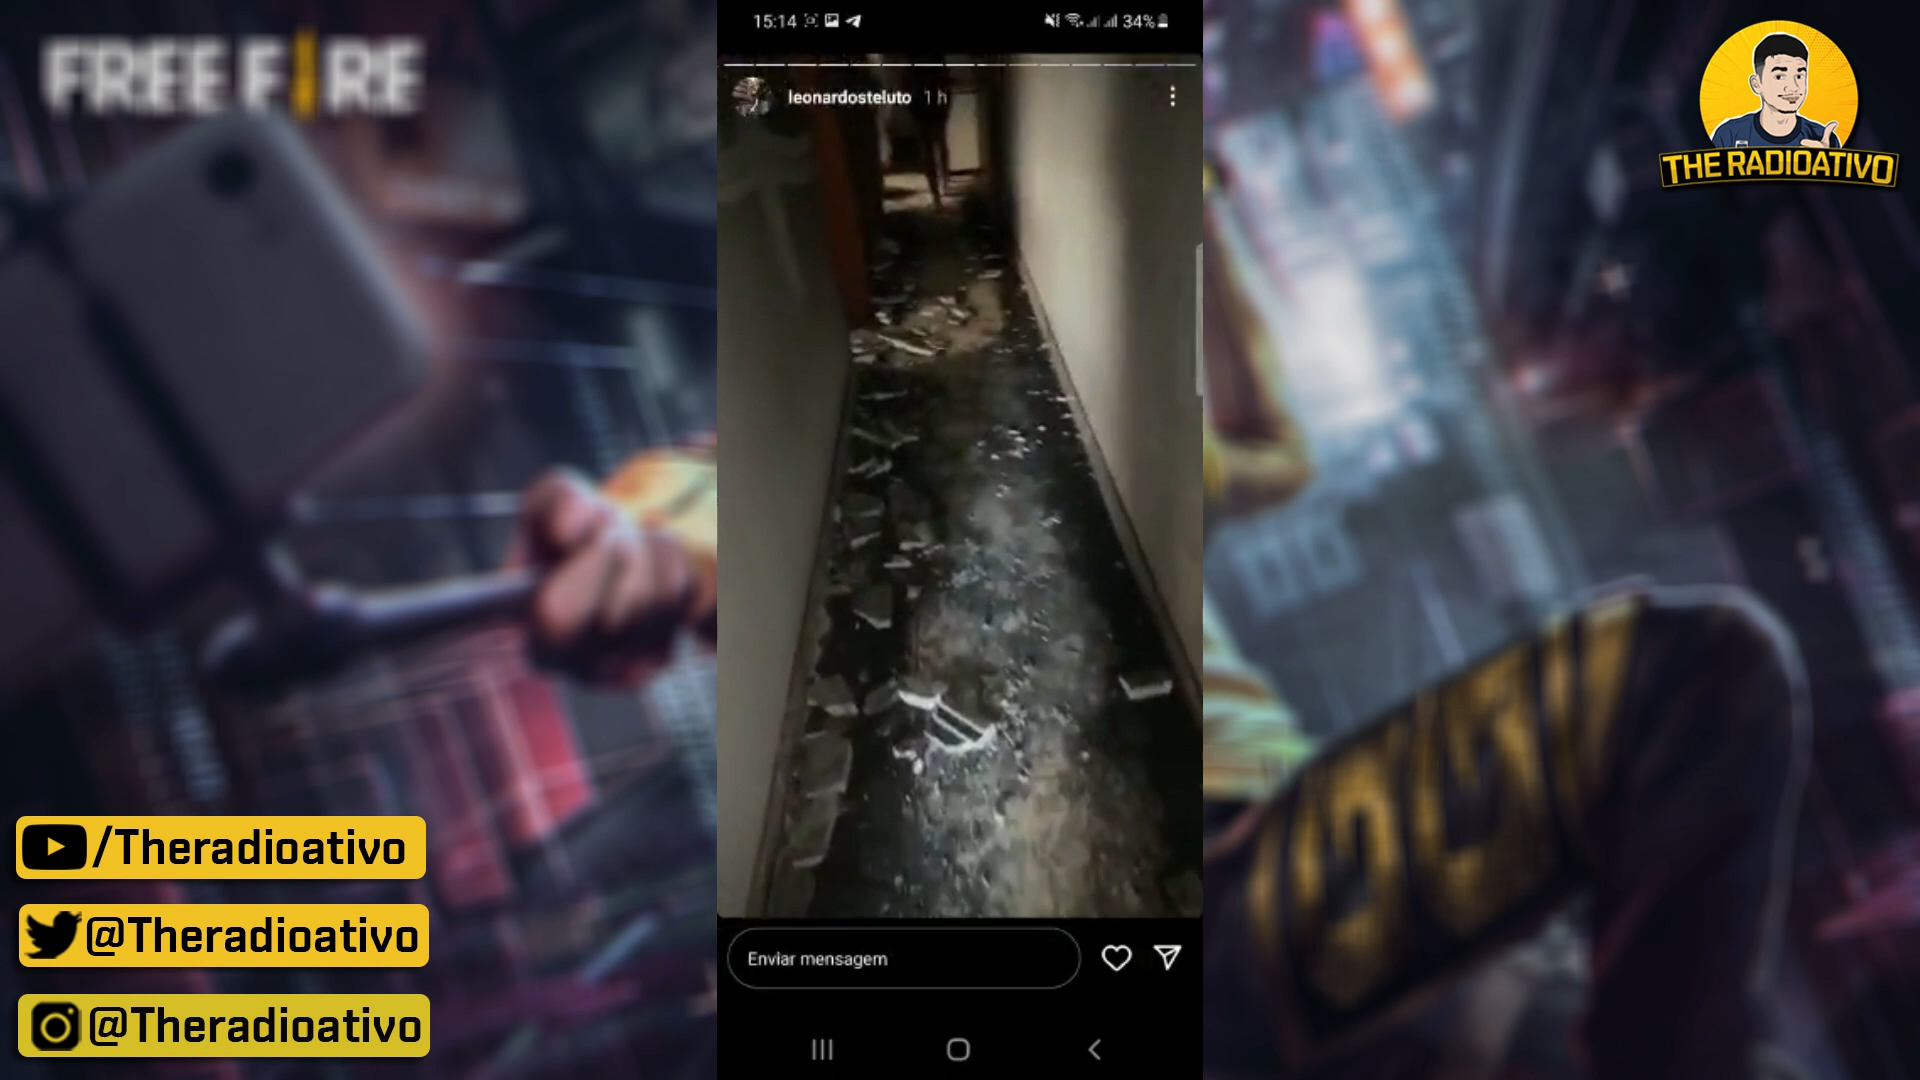 FREE FIRE
15:14
34%
leonardosteluto 1 h
THE RADIOATIVO
/Theradioativo
@Theradioativo
@Theradioativo
Enviar mensagem